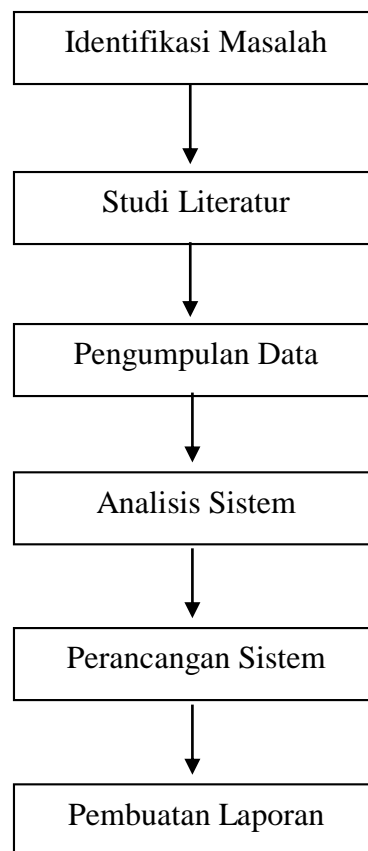 Identifikasi Masalah
Studi Literatur
Pengumpulan Data
Analisis Sistem
Perancangan Sistem
Pembuatan Laporan